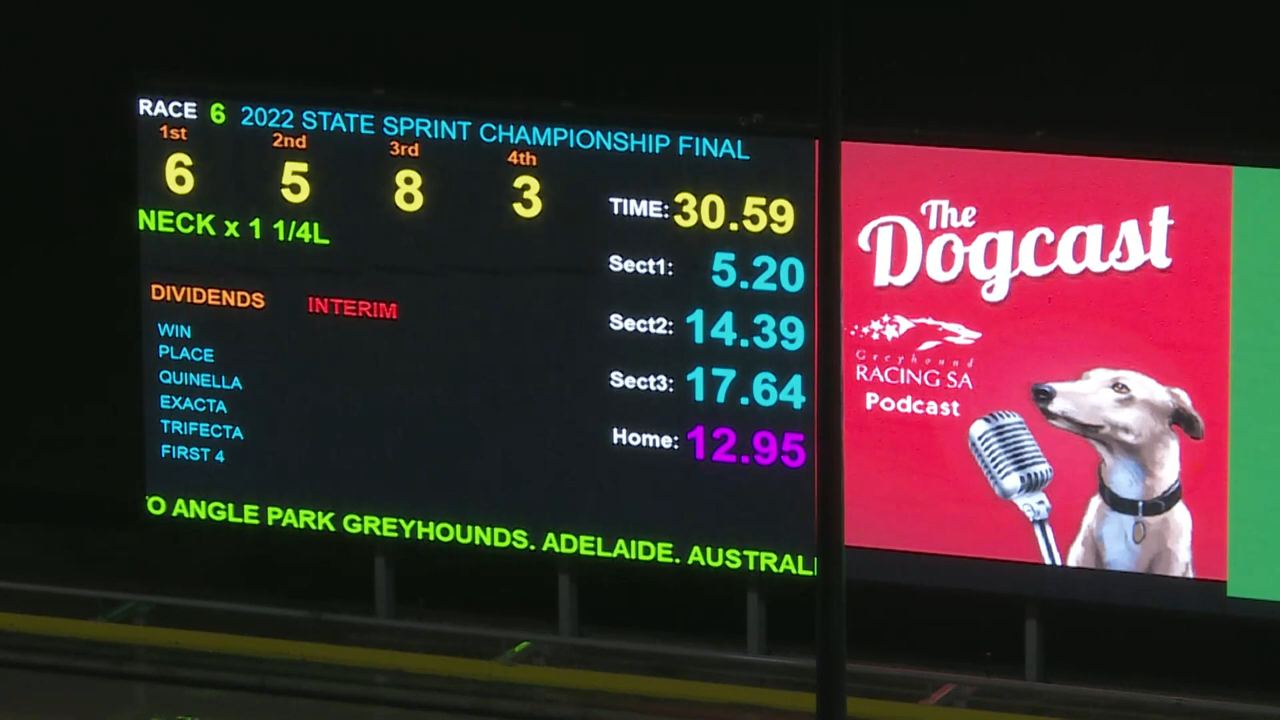 RACE 6 2022 STATE SPRINT CHAMPIONSHIP FINAL
1st 2nd 3rd 4th
6 5 8 3
NECK x 1 1/4L
TIME: 30.59
Sect1: 5.20
Sect2: 14.39
Sect3: 17.64
Home: 12.95
DIVIDENDS INTERIM
WIN
PLACE
QUINELLA
EXACTA
TRIFECTA
FIRST 4
O ANGLE PARK GREYHOUNDS. ADELAIDE. AUSTRALI
The
Dogcast
Greyhound
RACING SA
Podcast